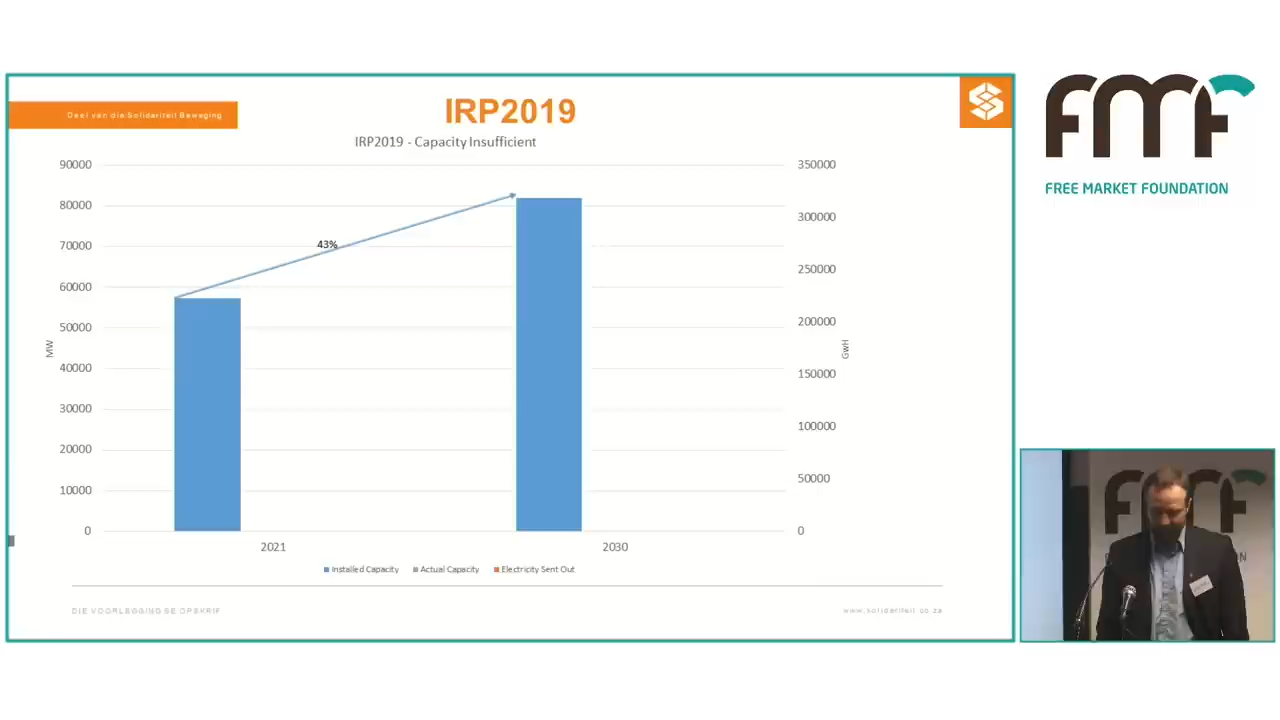 Deel van die Solidariteit Beweging
IRP2019
IRP2019 - Capacity Insufficient
90000
80000
70000
60000
50000
40000
30000
20000
10000
0
MW
43%
350000
300000
250000
200000
150000
100000
50000
0
GwH
2021
2030
Installed Capacity
Actual Capacity
Electricity Sent Out
DIE VOORLEGGING SE OPSKRIF
www.solidariteit.co.za
fmf
FREE MARKET FOUNDATION
fmf